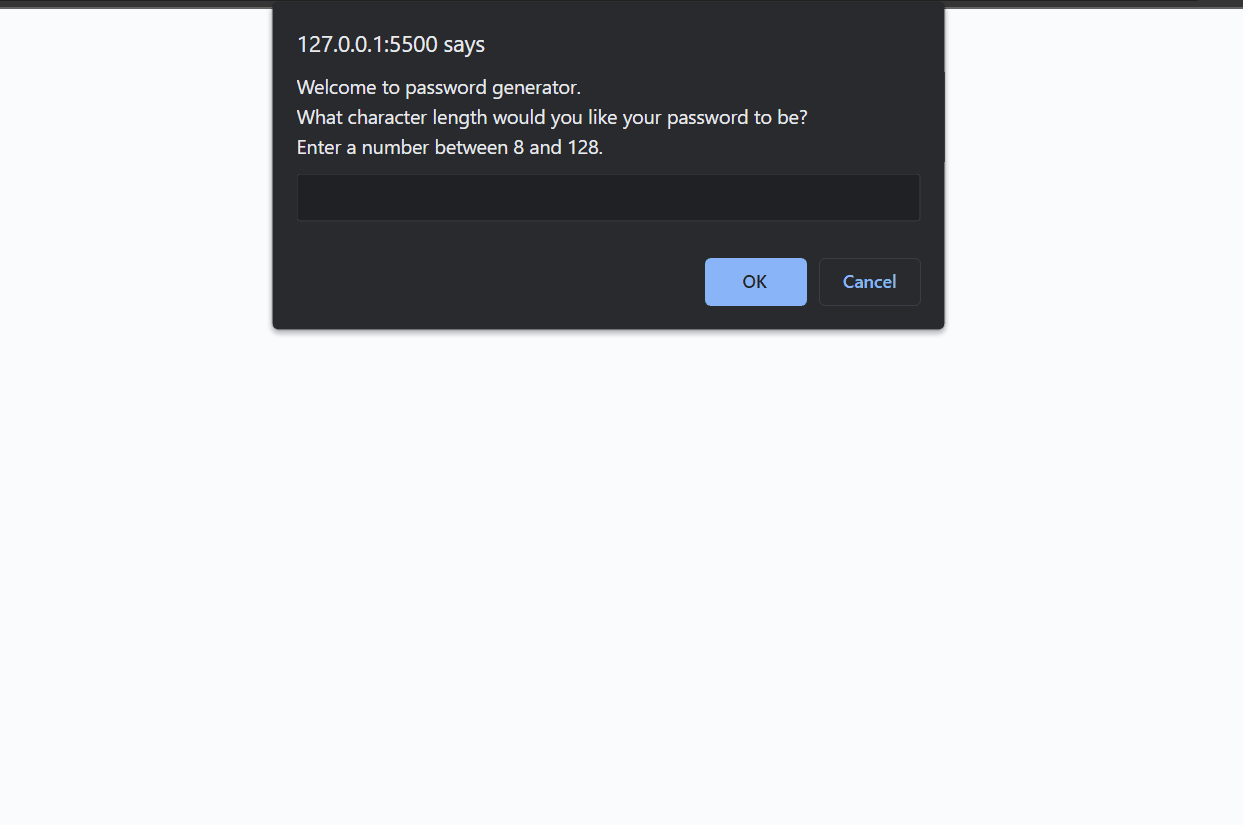 127.0.0.1:5500 says
Welcome to password generator.
What character length would you like your password to be?
Enter a number between 8 and 128.
OK
Cancel